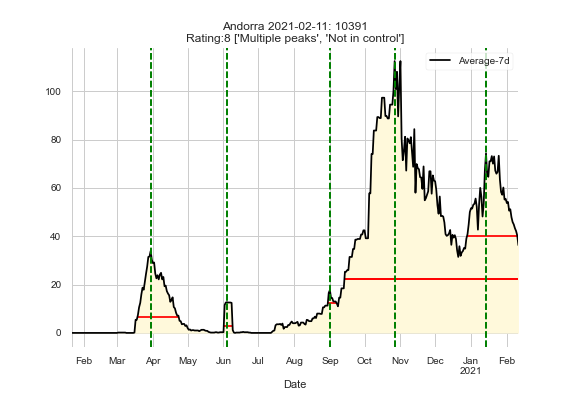 Andorra 2021-02-11: 10391
Rating:8 ['Multiple peaks', 'Not in control']
Average-7d
100
80
60
40
20
0
Feb Mar Apr May Jun Jul Aug Sep Oct Nov Dec Jan Feb
2021
Date